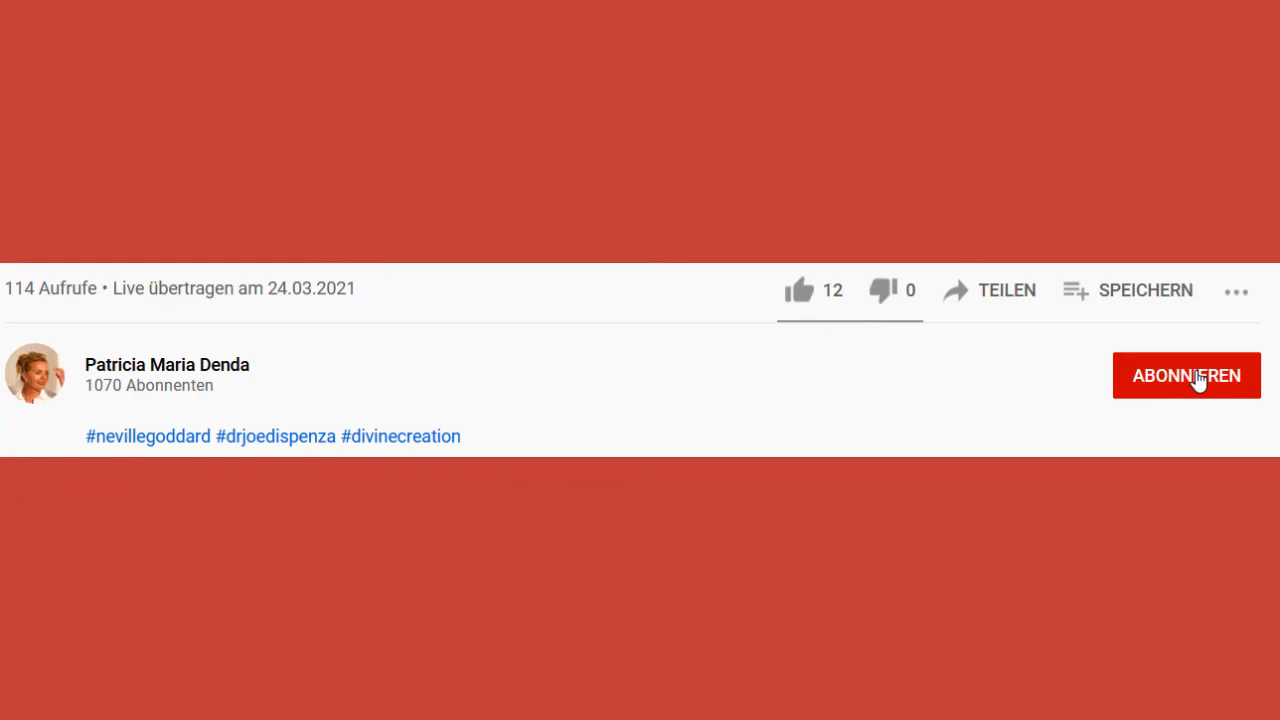 114 Aufrufe • Live übertragen am 24.03.2021
12
0
TEILEN
SPEICHERN
Patricia Maria Denda
1070 Abonnenten
ABONNIEREN
#nevillegoddard #drjoedispenza #divinecreation